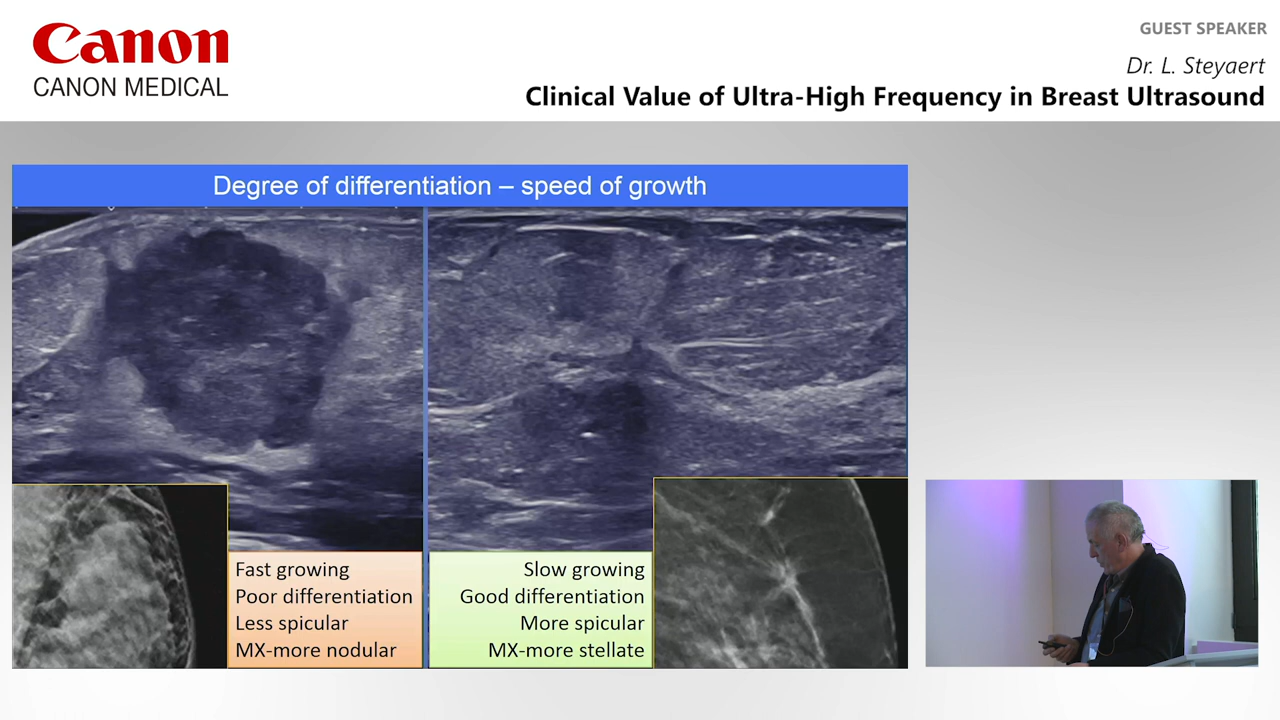 Canon
CANON MEDICAL
GUEST SPEAKER
Dr. L. Steyaert
Clinical Value of Ultra-High Frequency in Breast Ultrasound
Degree of differentiation – speed of growth
Fast growing
Poor differentiation
Less spicular
MX-more nodular
Slow growing
Good differentiation
More spicular
MX-more stellate